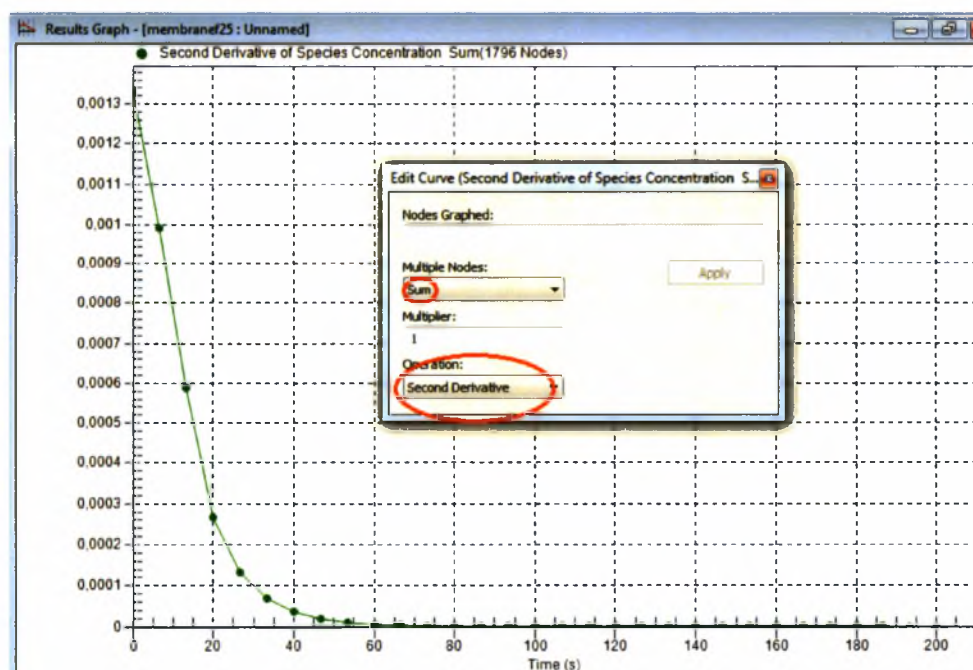 Results Graph - [membranef25 : Unnamed]
Second Derivative of Species Concentration Sum(1796 Nodes)
0,0013
0,0012
0,0011
0,001
0,0009
0,0008
0,0007
0,0006
0,0005
0,0004
0,0003
0,0002
0,0001
0
Edit Curve (Second Derivative of Species Concentration S...
Nodes Graphed:
Multiple Nodes:
Sum
Apply
Multiplier:
1
Operation:
Second Derivative
0 20 40 60 80 100 120 140 160 180 200
Time (s)